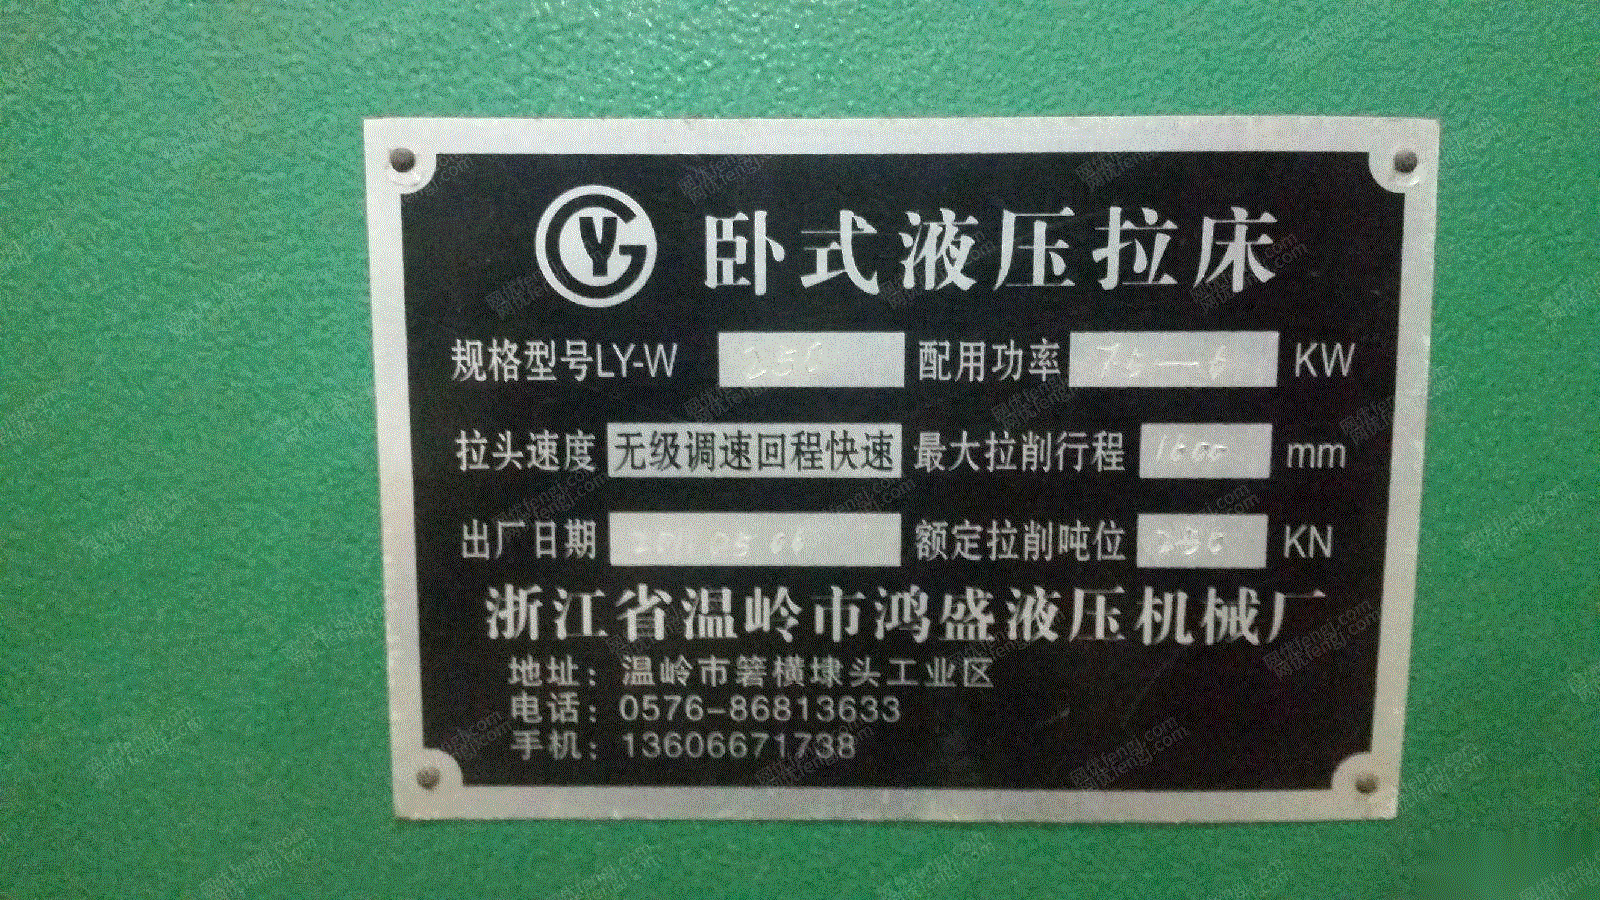 YG 卧式液压拉床
规格型号LY-W 250 配用功率 KW
拉头速度 无级调速回程快速 最大拉削行程 1000 mm
出厂日期 额定拉削吨位 250 KN
浙江省温岭市鸿盛液压机械厂
地址：温岭市箬横埭头工业区
电话：0576-86813633
手机：13606671738